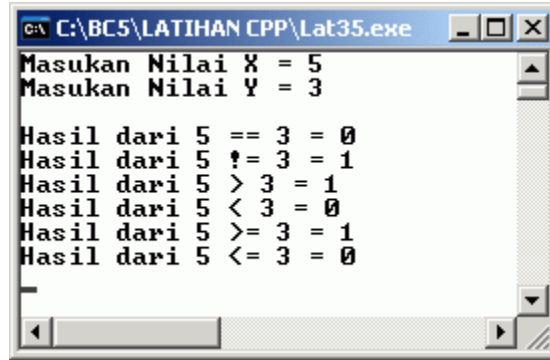 C:\BC5\LATIHAN CPP\Lat35.exe
Masukan Nilai X = 5
Masukan Nilai Y = 3
Hasil dari 5 == 3 = 0
Hasil dari 5 != 3 = 1
Hasil dari 5 > 3 = 1
Hasil dari 5 < 3 = 0
Hasil dari 5 >= 3 = 1
Hasil dari 5 <= 3 = 0